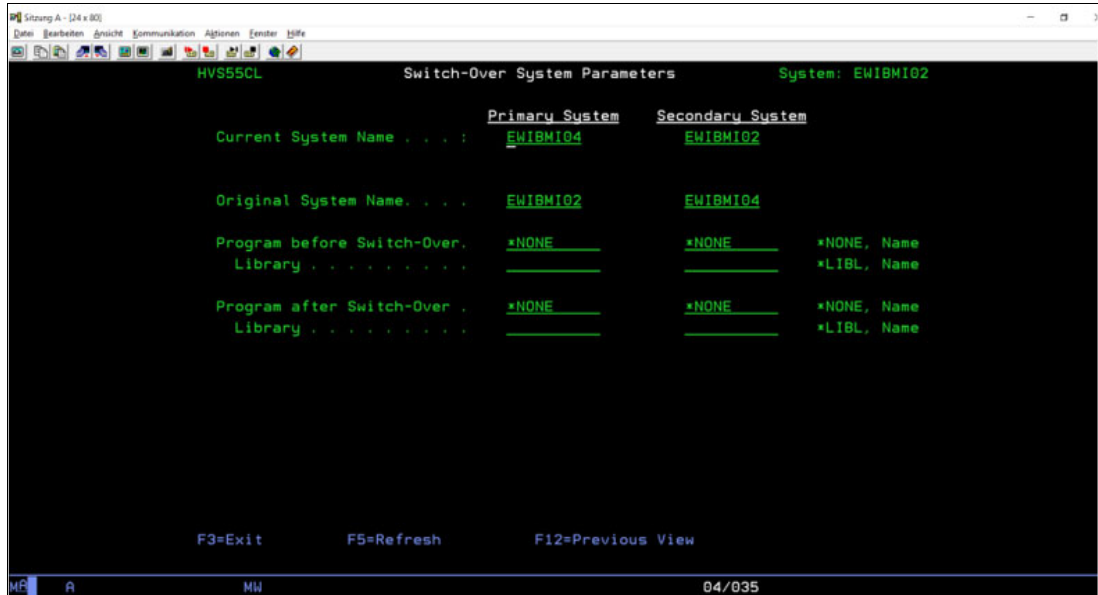 Sitzung A - [24 x 80]
Datei Bearbeiten Ansicht Kommunikation Aktionen Fenster Hilfe
HVS55CL Switch-Over System Parameters System: EWIBMI02
Primary System Secondary System
Current System Name . . . : EWIBMI04 EWIBMI02
Original System Name. . . . EWIBMI02 EWIBMI04
Program before Switch-Over. *NONE *NONE *NONE, Name
Library . . . . . . . . . *LIBL, Name
Program after Switch-Over . *NONE *NONE *NONE, Name
Library . . . . . . . . . *LIBL, Name
F3=Exit F5=Refresh F12=Previous View
MA A MW 04/035